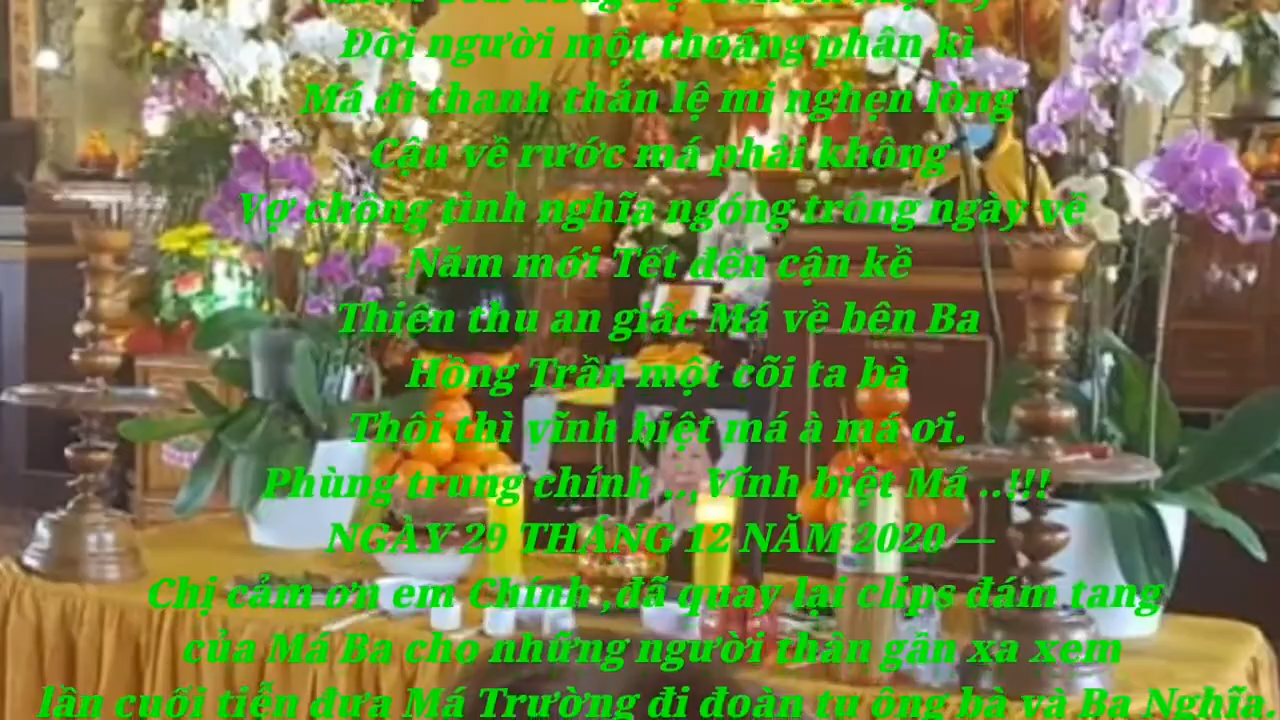 Đời người một thoáng phân kì
Má đi thanh thản lệ mi nghẹn lòng
Cậu về rước má phải không
Vợ chồng tình nghĩa ngóng trông ngày về
Năm mới Tết đến cận kề
Thiên thu an giấc Má về bên Ba
Hồng Trần một cõi ta bà
Thôi thì vĩnh biệt má à má ơi.
Phùng trung chính ..,Vĩnh biệt Má ..!!!
NGÀY 29 THÁNG 12 NĂM 2020 —
Chị cảm ơn em Chính ,đã quay lại clips đám tang
của Má Ba cho những người thân gần xa xem
lần cuối tiễn đưa Má Trường đi đoàn tụ ông bà và Ba Nghĩa.